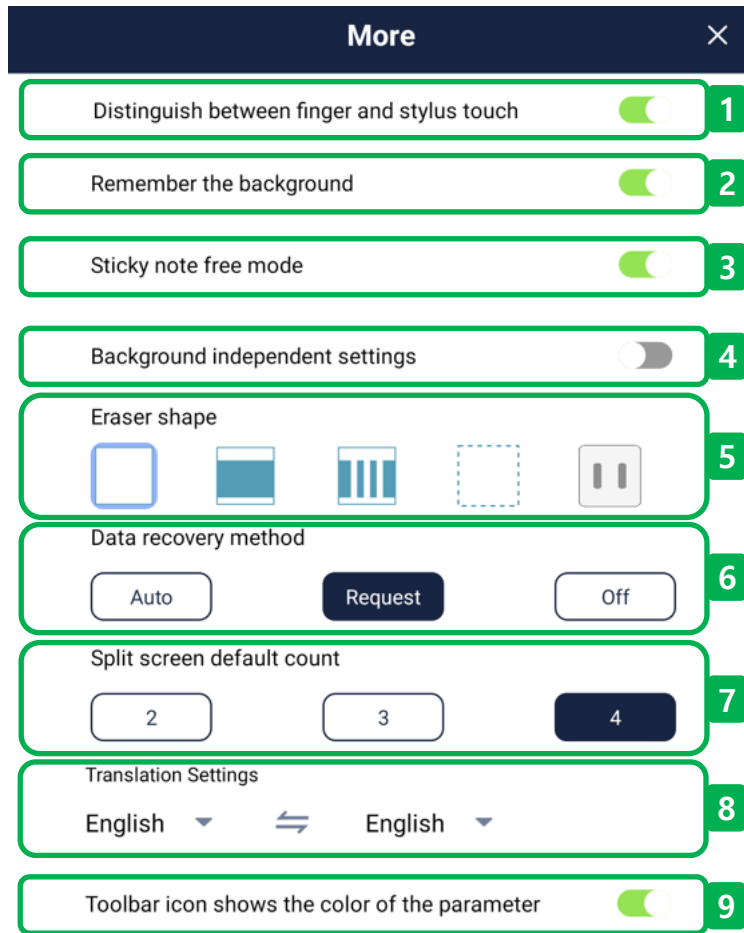 More
Distinguish between finger and stylus touch
1
Remember the background
2
Sticky note free mode
3
Background independent settings
4
Eraser shape
5
Data recovery method
Auto Request Off
6
Split screen default count
2 3 4
7
Translation Settings
English English
8
Toolbar icon shows the color of the parameter
9